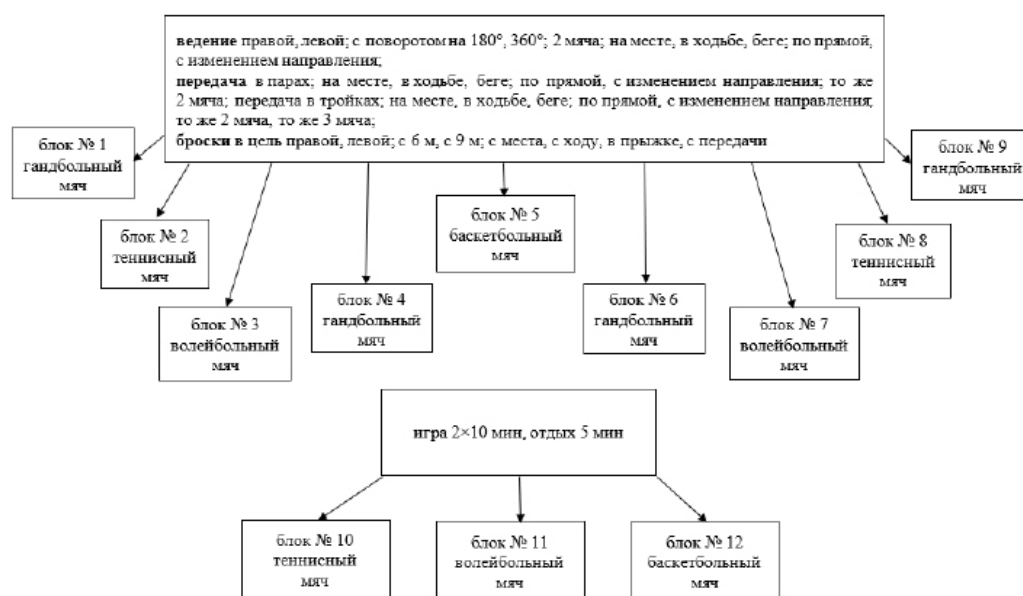 ведение правой, левой; с поворотом на 180°, 360°; 2 мяча; на месте, в ходьбе, беге; по прямой,
с изменением направления;
передача в парах; на месте, в ходьбе, беге; по прямой, с изменением направления; то же
2 мяча; передача в тройках; на месте, в ходьбе, беге; по прямой, с изменением направления;
то же 2 мяча, то же 3 мяча;
броски в цель правой, левой; с 6 м, с 9 м; с места, с ходу, в прыжке, с передачи
блок № 1
гандбольный
мяч
блок № 2
теннисный
мяч
блок № 3
волейбольный
мяч
блок № 4
гандбольный
мяч
блок № 5
баскетбольный
мяч
блок № 6
гандбольный
мяч
блок № 7
волейбольный
мяч
блок № 8
теннисный
мяч
блок № 9
гандбольный
мяч
игра 2×10 мин, отдых 5 мин
блок № 10
теннисный
мяч
блок № 11
волейбольный
мяч
блок № 12
баскетбольный
мяч